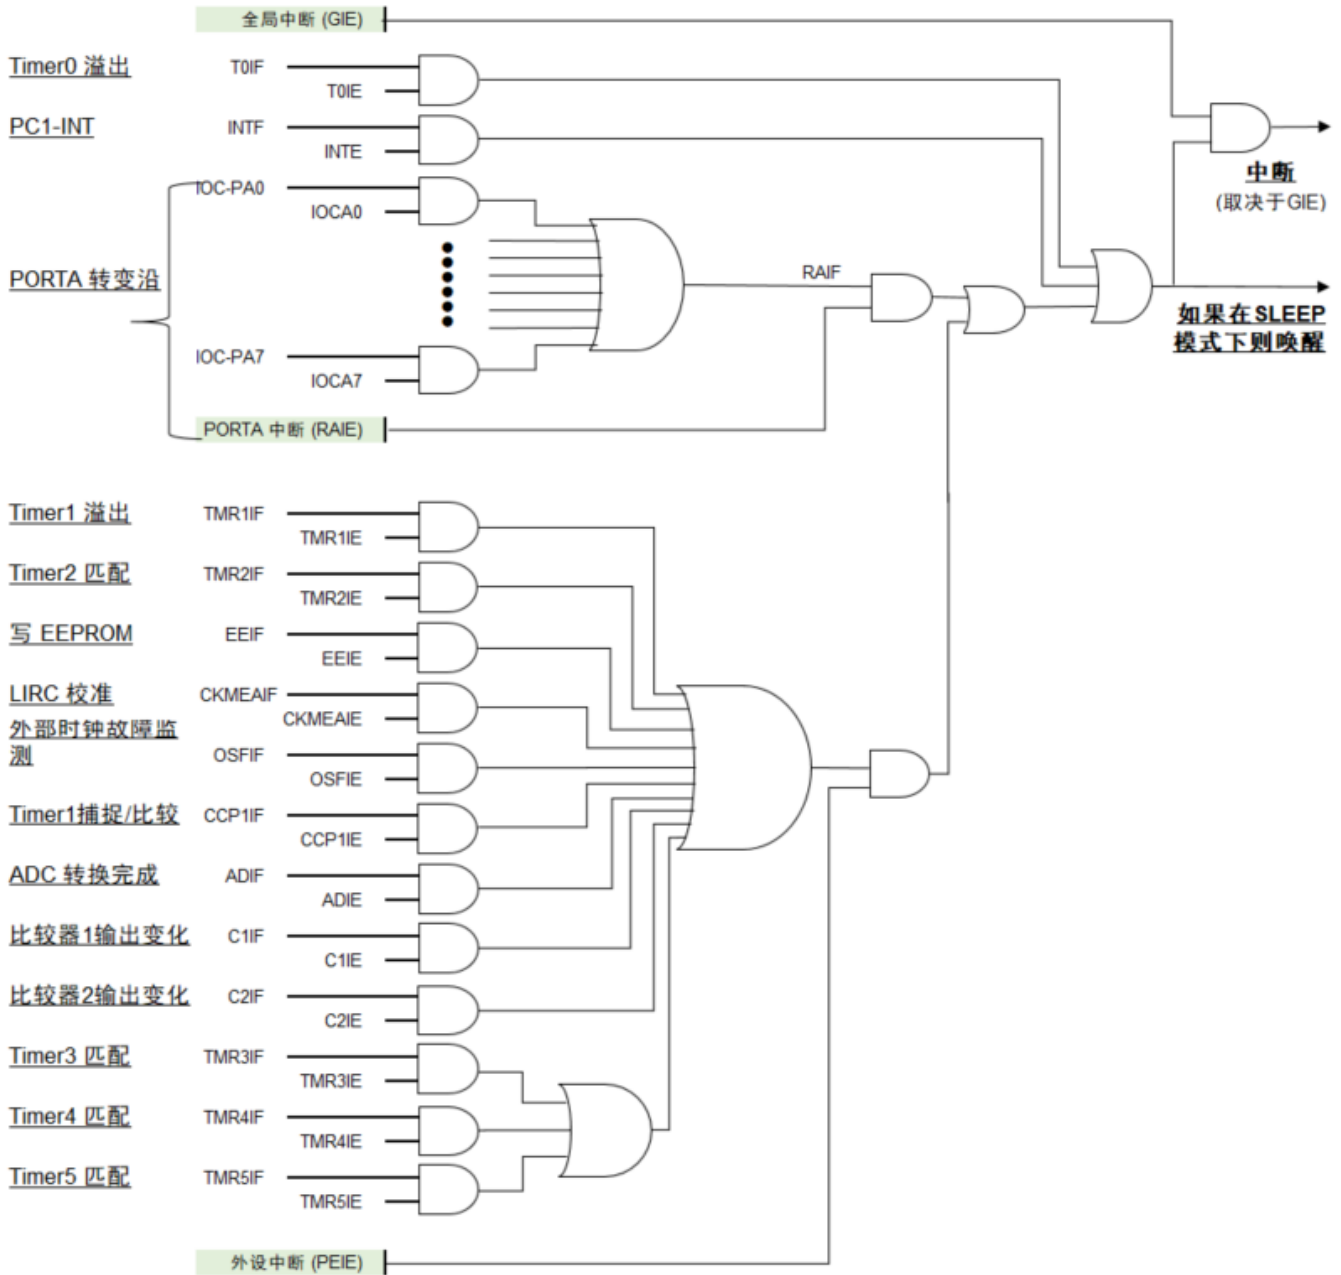 全局中断 (GIE)
Timer0 溢出
T0IF
T0IE
PC1-INT
INTF
INTE
中断
(取决于GIE)
IOC-PA0
IOCA0
PORTA 转变沿
RAIF
如果在SLEEP
模式下则唤醒
IOC-PA7
IOCA7
PORTA 中断 (RAIE)
Timer1 溢出
TMR1IF
TMR1IE
Timer2 匹配
TMR2IF
TMR2IE
写 EEPROM
EEIF
EEIE
LIRC 校准
CKMEAIF
CKMEAIE
外部时钟故障监
测
OSFIF
OSFIE
Timer1捕捉/比较
CCP1IF
CCP1IE
ADC 转换完成
ADIF
ADIE
比较器1输出变化
C1IF
C1IE
比较器2输出变化
C2IF
C2IE
Timer3 匹配
TMR3IF
TMR3IE
Timer4 匹配
TMR4IF
TMR4IE
Timer5 匹配
TMR5IF
TMR5IE
外设中断 (PEIE)